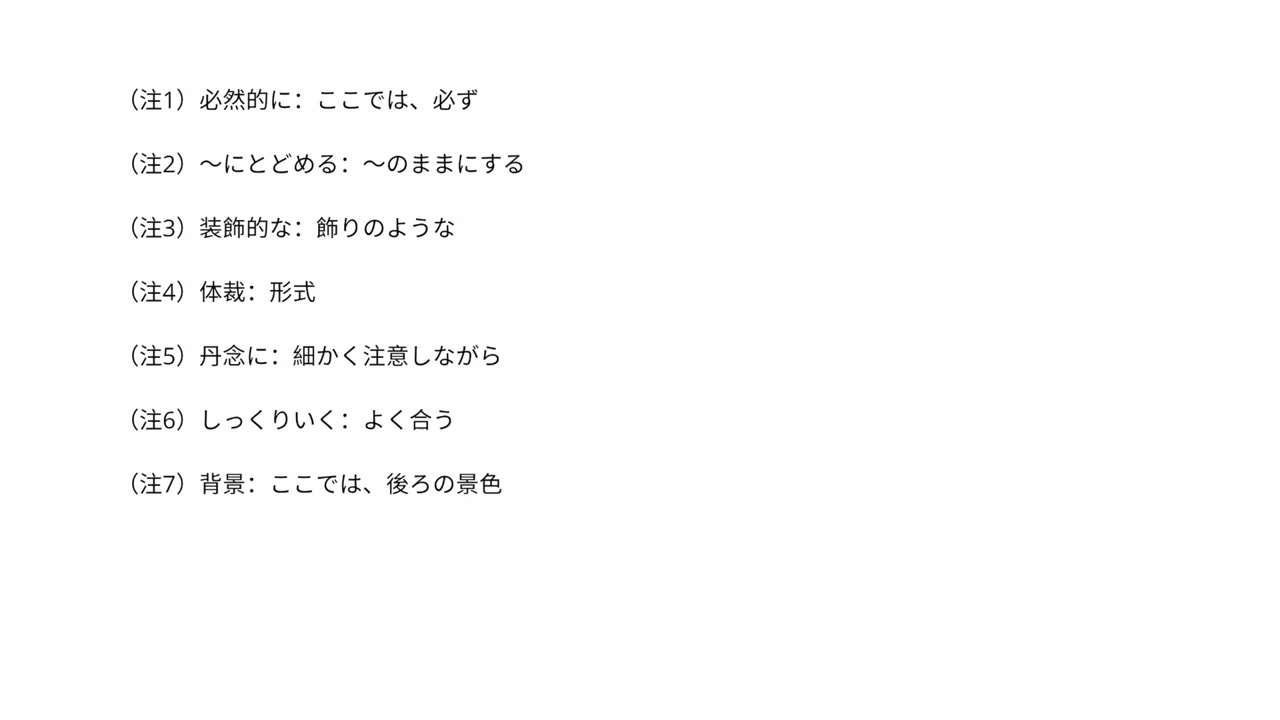 （注1）必然的に：ここでは、必ず
（注2）～にとどめる：～のままにする
（注3）装飾的な：飾りのような
（注4）体裁：形式
（注5）丹念に：細かく注意しながら
（注6）しっくりいく：よく合う
（注7）背景：ここでは、後ろの景色